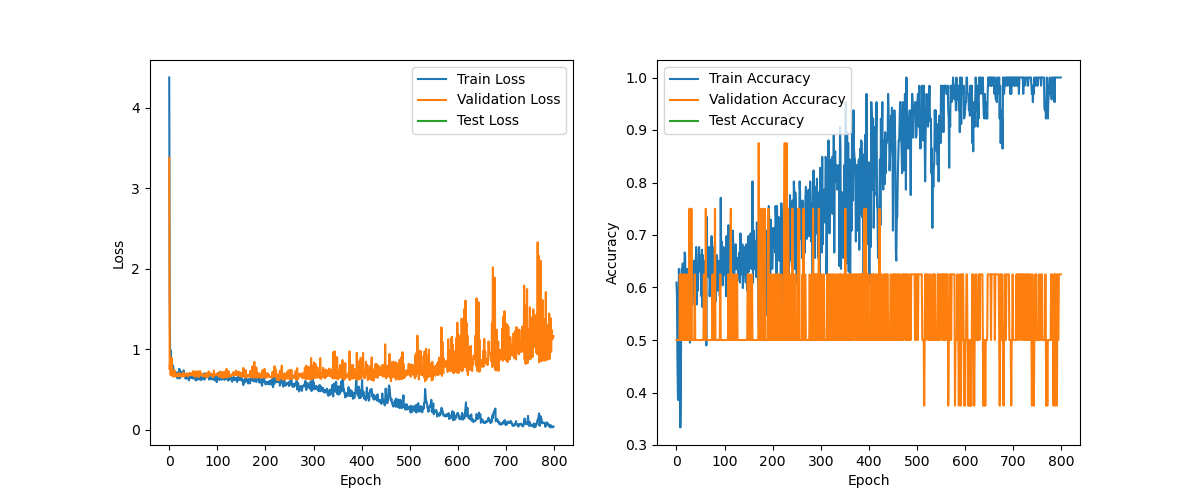 Train Loss
Validation Loss
Test Loss
4
3
2
1
0
Loss
0 100 200 300 400 500 600 700 800
Epoch
Train Accuracy
Validation Accuracy
Test Accuracy
1.0
0.9
0.8
0.7
0.6
0.5
0.4
0.3
Accuracy
0 100 200 300 400 500 600 700 800
Epoch